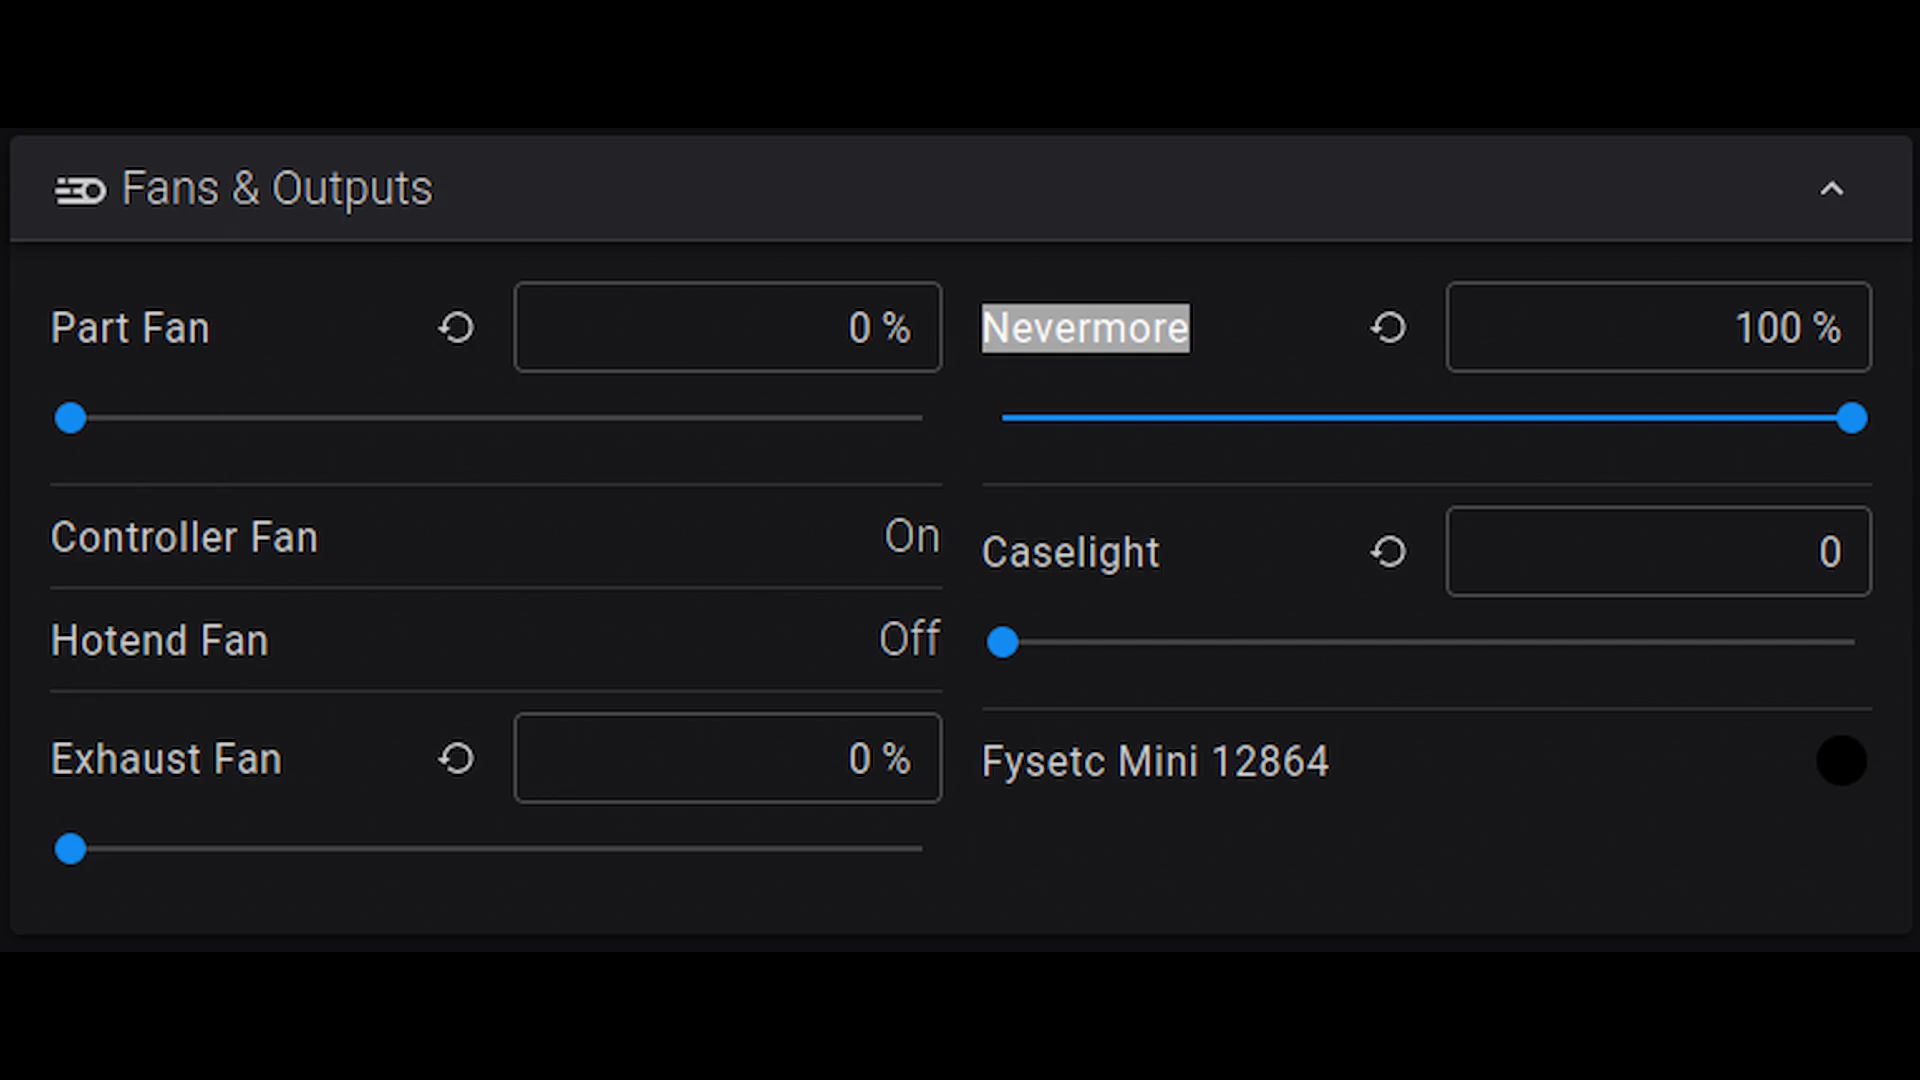 Fans & Outputs
Part Fan 0 %
Nevermore 100 %
Controller Fan On
Caselight 0
Hotend Fan Off
Exhaust Fan 0 %
Fysetc Mini 12864